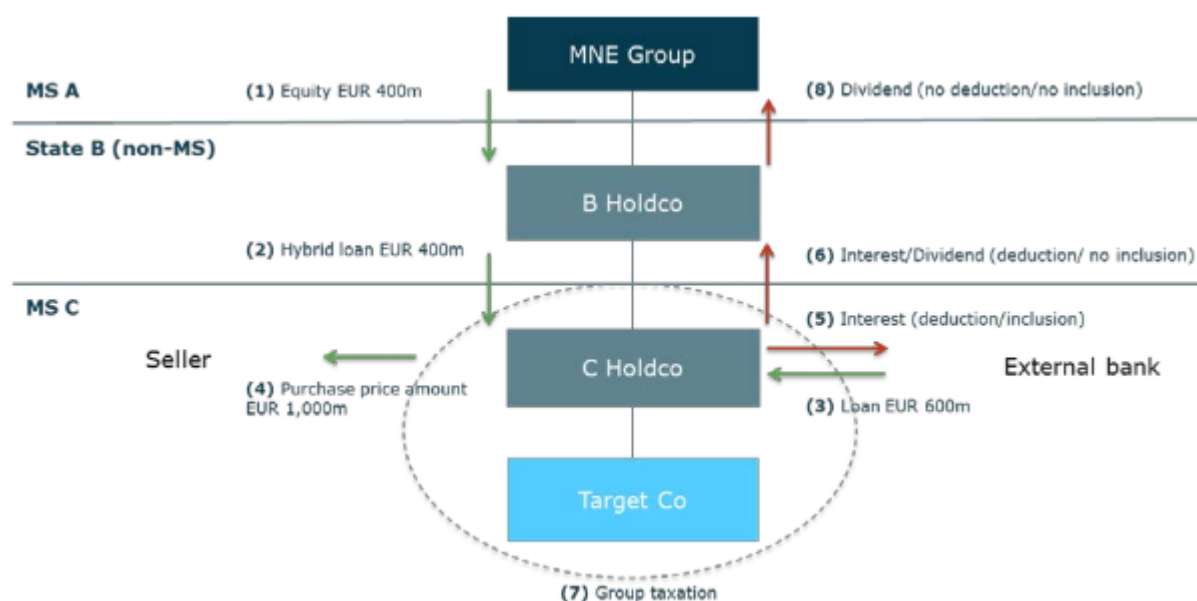 MNE Group
MS A
(1) Equity EUR 400m
(8) Dividend (no deduction/no inclusion)
State B (non-MS)
B Holdco
(2) Hybrid loan EUR 400m
(6) Interest/Dividend (deduction/ no inclusion)
MS C
(5) Interest (deduction/inclusion)
Seller
C Holdco
External bank
(4) Purchase price amount
EUR 1,000m
(3) Loan EUR 600m
Target Co
(7) Group taxation